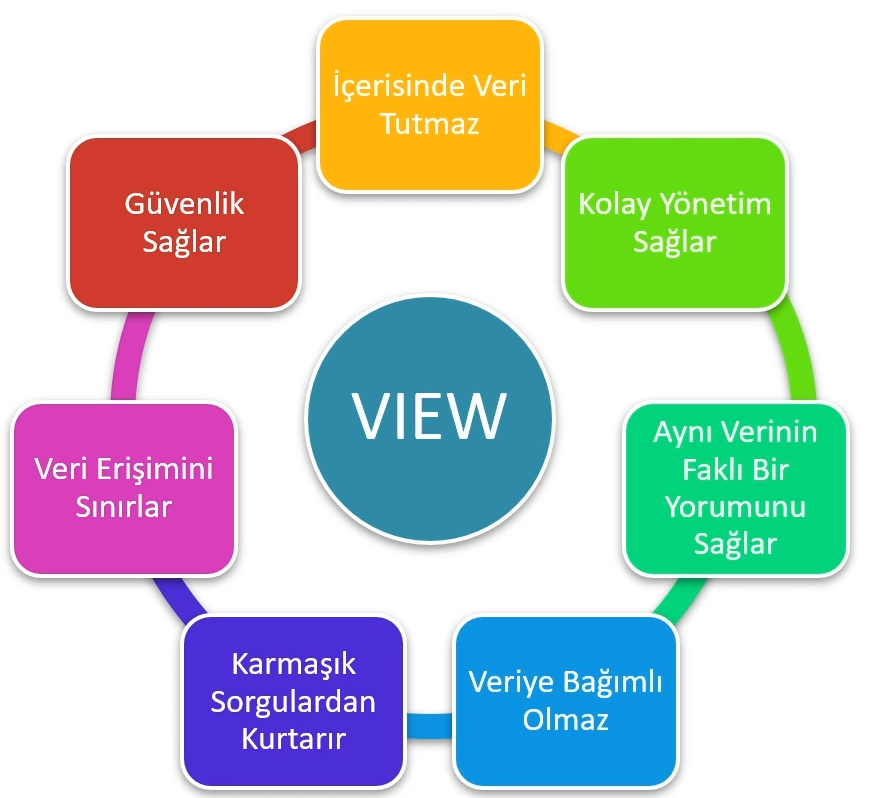 İçerisinde Veri
Tutmaz
Kolay Yönetim
Sağlar
Aynı Verinin
Faklı Bir
Yorumunu
Sağlar
Veriye Bağımlı
Olmaz
Karmaşık
Sorgulardan
Kurtarır
Veri Erişimini
Sınırlar
Güvenlik
Sağlar
VIEW